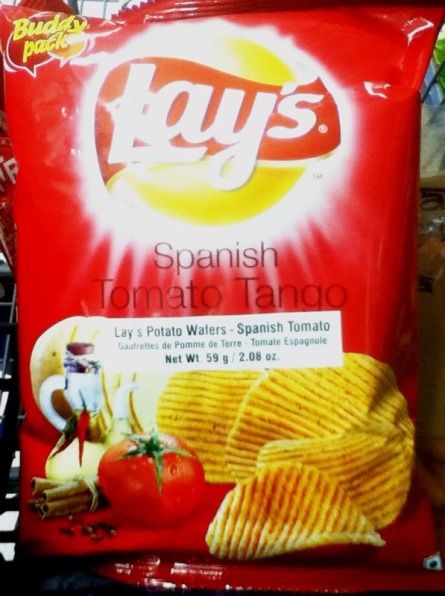 Buddy
pack
Lay's®
TM
Spanish
Tomato Tango
Lay's Potato Wafers - Spanish Tomato
Gaufrettes de Pomme de Terre - Tomate Espagnole
Net Wt. 59 g / 2.08 oz.